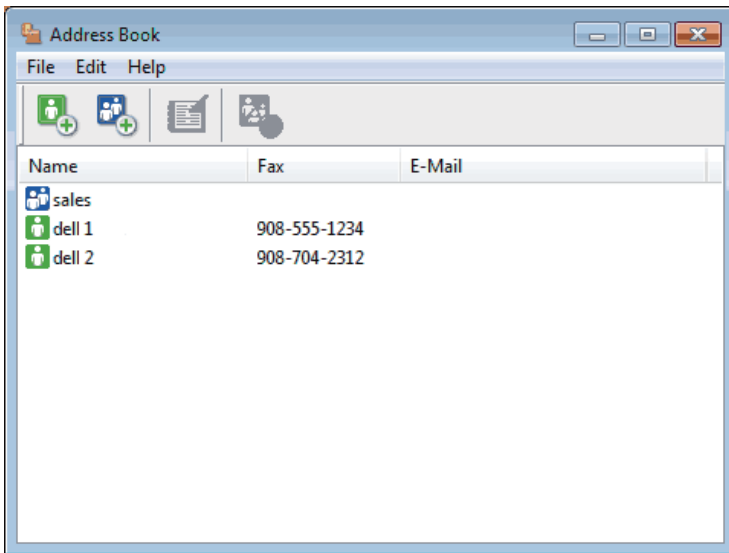 Address Book
File Edit Help
Name Fax E-Mail
sales
dell 1 908-555-1234
dell 2 908-704-2312